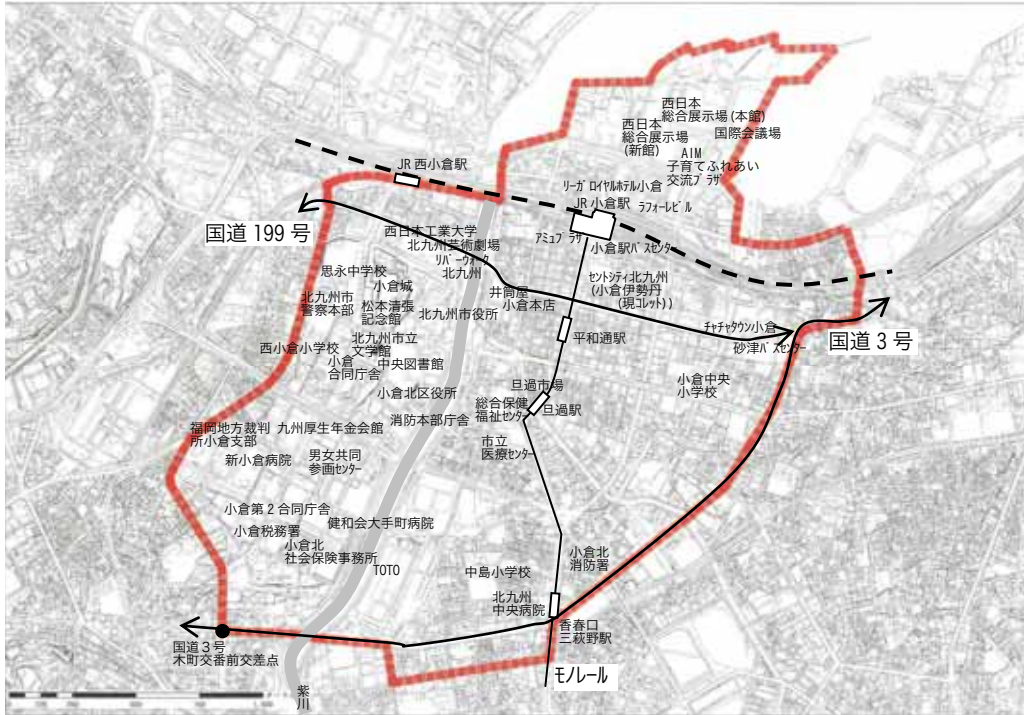 西日本
総合展示場(本館)
西日本
総合展示場
(新館)
国際会議場
AIM
子育てふれあい
交流プラザ
JR 西小倉駅
リーガロイヤルホテル小倉
JR 小倉駅
ラフォーレビル
国道 199 号
西日本工業大学
北九州芸術劇場
リバーウォーク
北九州
アミュプラザ
小倉駅バスセンター
思永中学校
小倉城
セントシティ北九州
(小倉伊勢丹
(現コレット))
北九州市
警察本部
松本清張
記念館
北九州市役所
井筒屋
小倉本店
チャチャタウン小倉
国道 3 号
砂津バスセンター
平和通駅
西小倉小学校
北九州市立
文学館
小倉
合同庁舎
中央図書館
小倉中央
小学校
小倉北区役所
旦過市場
総合保健
福祉センター
旦過駅
消防本部庁舎
福岡地方裁判
所小倉支部
九州厚生年金会館
市立
医療センター
新小倉病院
男女共同
参画センター
小倉第 2 合同庁舎
小倉税務署
健和会大手町病院
小倉北
社会保険事務所
TOTO
中島小学校
小倉北
消防署
北九州
中央病院
香春口
三萩野駅
国道３号
木町交番前交差点
モノレール
紫川